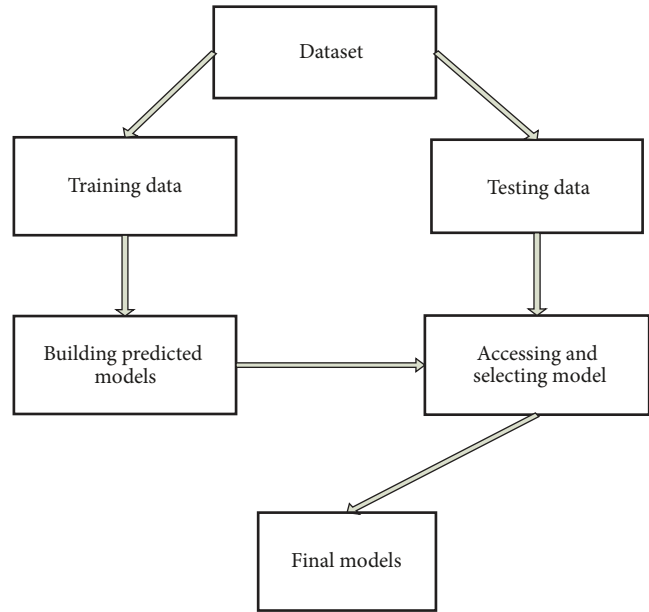 Dataset
Training data
Testing data
Building predicted
models
Accessing and
selecting model
Final models